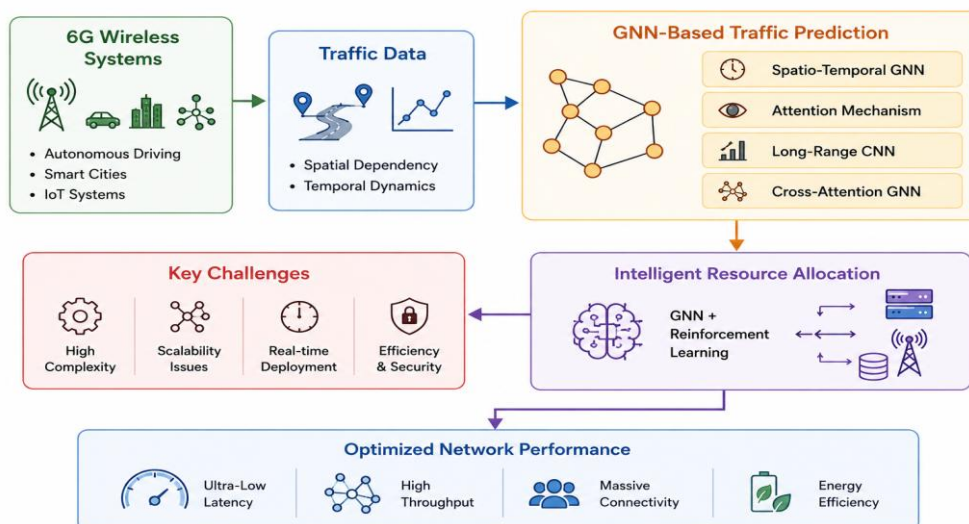 6G Wireless
Systems
• Autonomous Driving
• Smart Cities
• IoT Systems
Traffic Data
• Spatial Dependency
• Temporal Dynamics
GNN-Based Traffic Prediction
Spatio-Temporal GNN
Attention Mechanism
Long-Range CNN
Cross-Attention GNN
Key Challenges
High
Complexity
Scalability
Issues
Real-time
Deployment
Efficiency
& Security
Intelligent Resource Allocation
GNN +
Reinforcement
Learning
Optimized Network Performance
Ultra-Low
Latency
High
Throughput
Massive
Connectivity
Energy
Efficiency